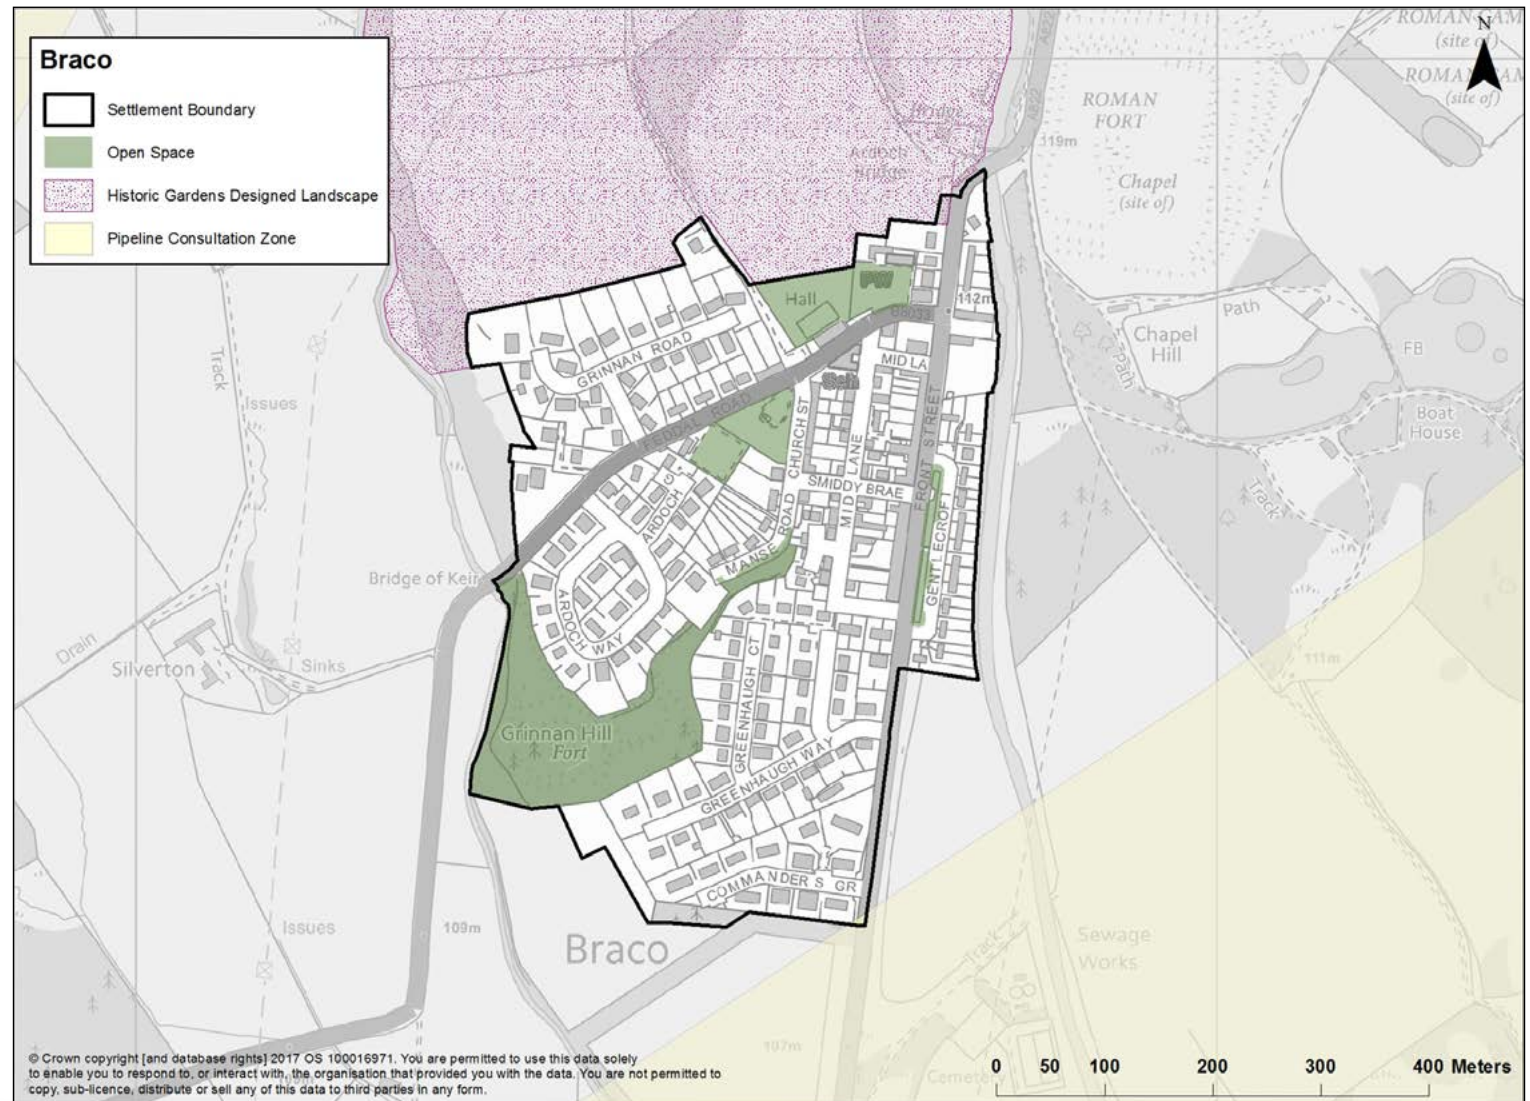 Braco
Settlement Boundary
Open Space
Historic Gardens Designed Landscape
Pipeline Consultation Zone
N
ROMAN CAM
(site of)
ROMAN CAM
(site of)
A822
A822
ROMAN
FORT
119m
Bridge
Ardoch
Bridge
Chapel
(site of)
PW
Hall
112m
B8033
Path
Chapel
Hill
FB
Path
Track
GRINNAN ROAD
MID LA
Sch
Issues
FEDDAL ROAD
CHURCH ST
FRONT STREET
Boat
House
MID LANE
SMIDDY BRAE
Track
ARDOCH
MANSE ROAD
GENTLECROFT
Bridge of Keir
ARDOCH WAY
Drain
Silverton
Sinks
111m
GREENHAUGH CT
Grinnan Hill
Fort
GREENHAUGH WAY
COMMANDER S GR
Issues
109m
Braco
Track
Sewage
Works
107m
Cemetery
© Crown copyright [and database rights] 2017 OS 100016971. You are permitted to use this data solely
to enable you to respond to, or interact with, the organisation that provided you with the data. You are not permitted to
copy, sub-licence, distribute or sell any of this data to third parties in any form.
0 50 100 200 300 400 Meters